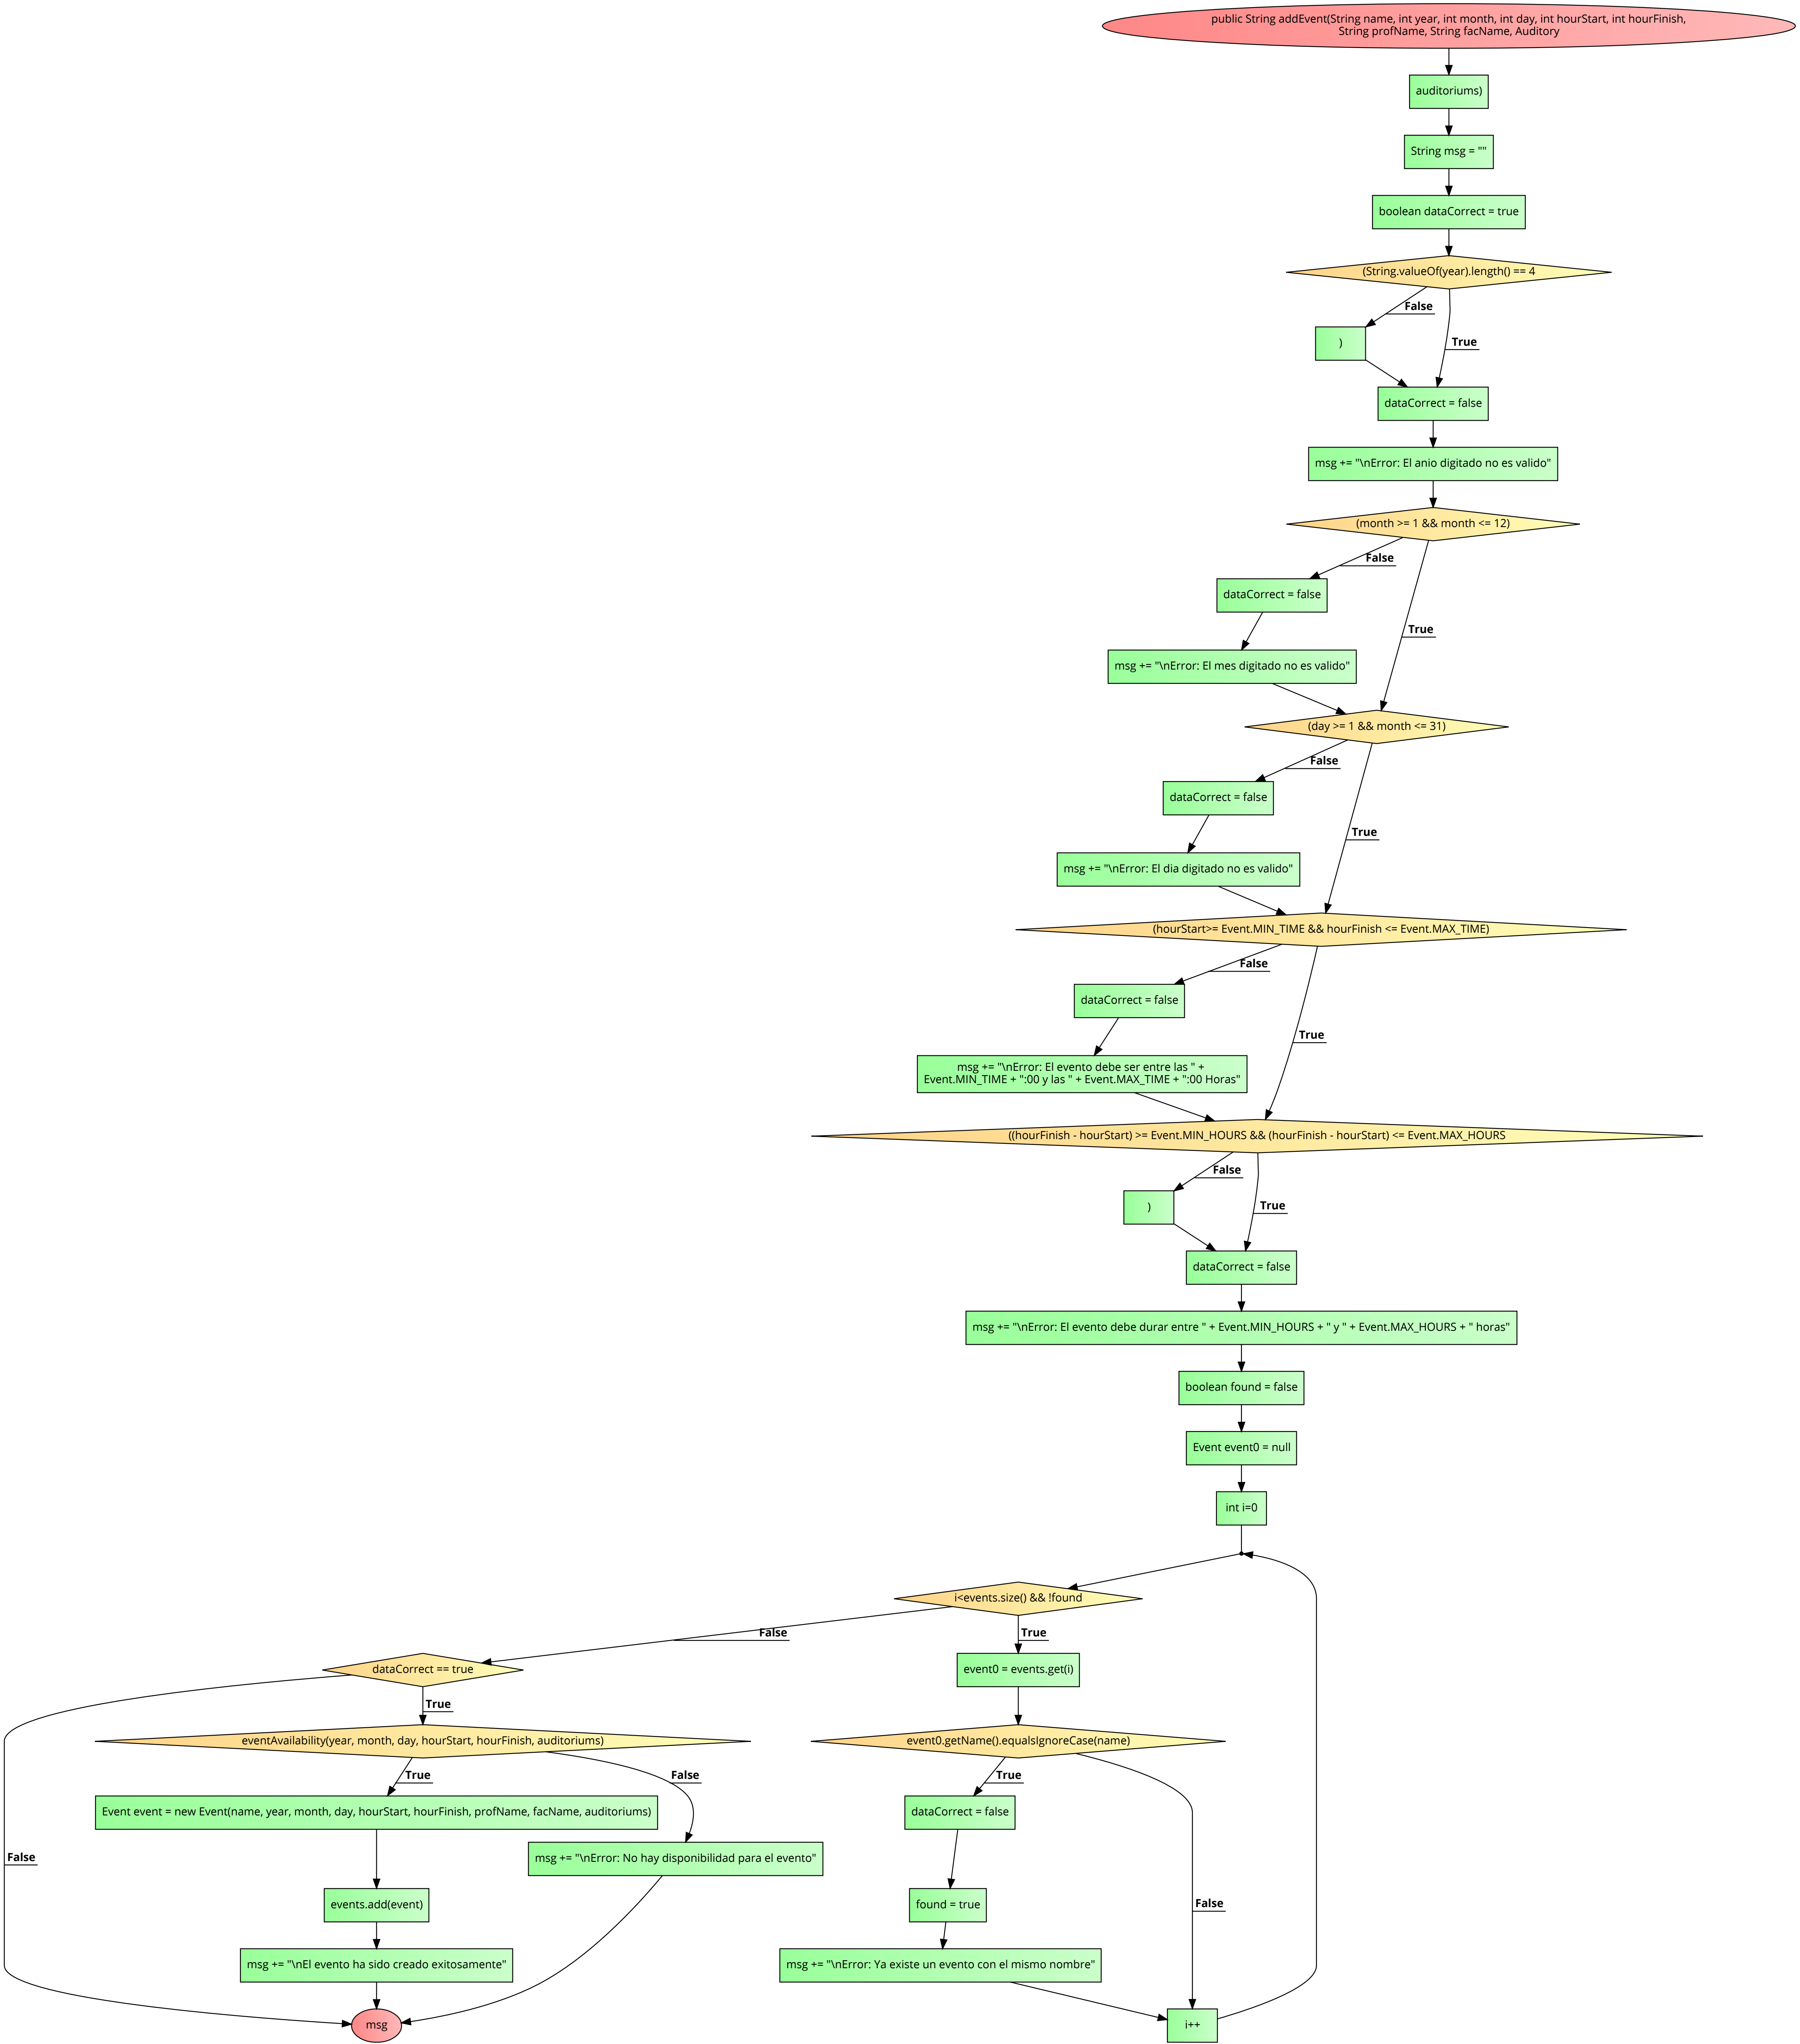 public String addEvent(String name, int year, int month, int day, int hourStart, int hourFinish,
String profName, String facName, Auditory
auditoriums)
String msg = ""
boolean dataCorrect = true
(String.valueOf(year).length() == 4
False
)
True
dataCorrect = false
msg += "\nError: El anio digitado no es valido"
(month >= 1 && month <= 12)
False
dataCorrect = false
True
msg += "\nError: El mes digitado no es valido"
(day >= 1 && month <= 31)
False
dataCorrect = false
True
msg += "\nError: El dia digitado no es valido"
(hourStart>= Event.MIN_TIME && hourFinish <= Event.MAX_TIME)
False
dataCorrect = false
True
msg += "\nError: El evento debe ser entre las " +
Event.MIN_TIME + ":00 y las " + Event.MAX_TIME + ":00 Horas"
((hourFinish - hourStart) >= Event.MIN_HOURS && (hourFinish - hourStart) <= Event.MAX_HOURS
False
)
True
dataCorrect = false
msg += "\nError: El evento debe durar entre " + Event.MIN_HOURS + " y " + Event.MAX_HOURS + " horas"
boolean found = false
Event event0 = null
int i=0
i<events.size() && !found
False
True
dataCorrect == true
event0 = events.get(i)
True
eventAvailability(year, month, day, hourStart, hourFinish, auditoriums)
event0.getName().equalsIgnoreCase(name)
True
False
True
Event event = new Event(name, year, month, day, hourStart, hourFinish, profName, facName, auditoriums)
dataCorrect = false
False
msg += "\nError: No hay disponibilidad para el evento"
events.add(event)
found = true
False
msg += "\nEl evento ha sido creado exitosamente"
msg += "\nError: Ya existe un evento con el mismo nombre"
msg
i++